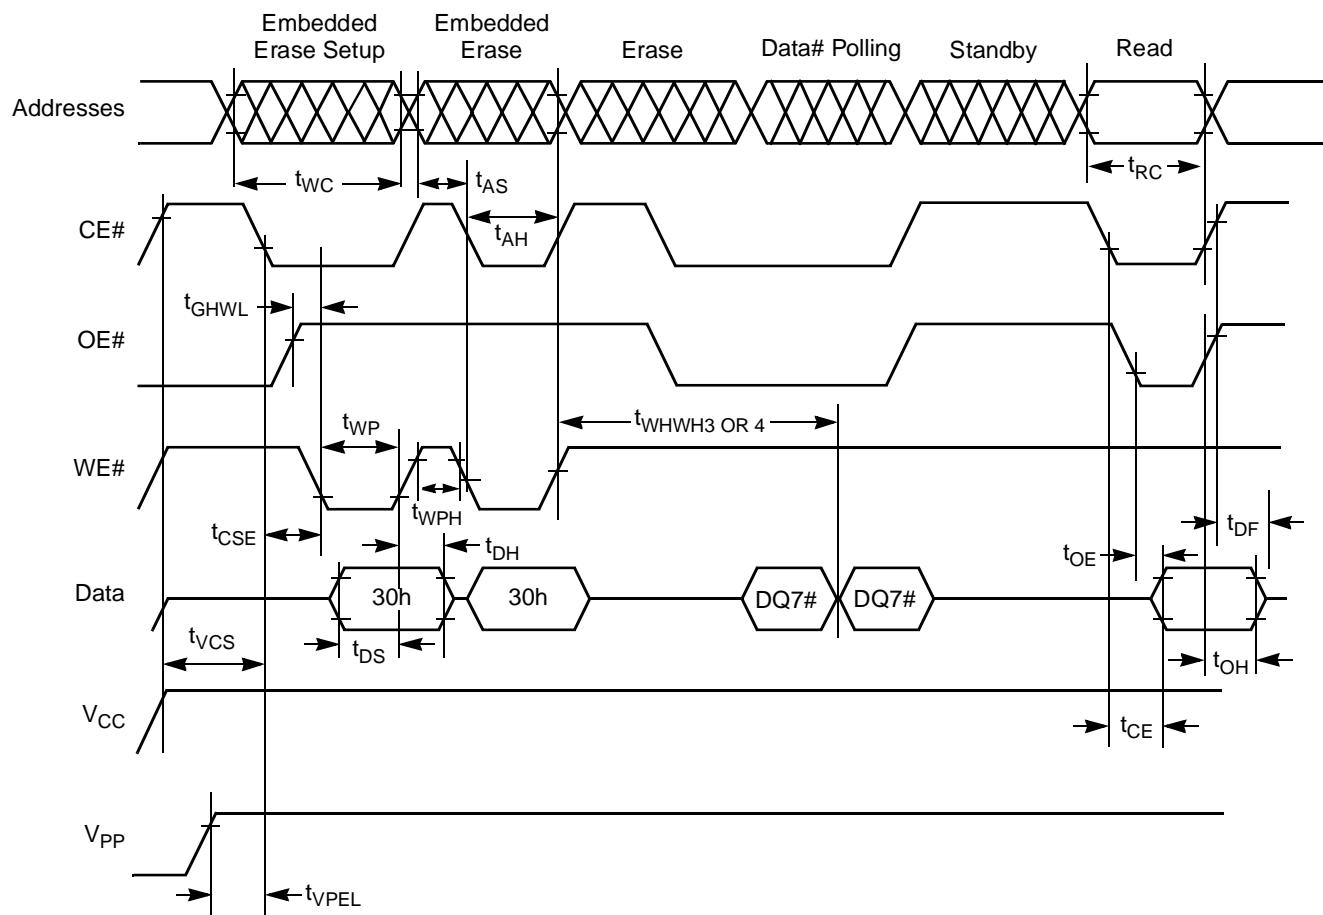 Embedded
Erase Setup
Embedded
Erase
Erase
Data# Polling
Standby
Read
Addresses
tWC
tAS
tRC
CE#
tAH
tGHWL
OE#
tWP
tWHWH3 OR 4
WE#
tWPH
tCSE
tDH
tOE
tDF
Data
30h
30h
DQ7#
DQ7#
tVCS
tDS
tOH
VCC
tCE
VPP
tVPEL